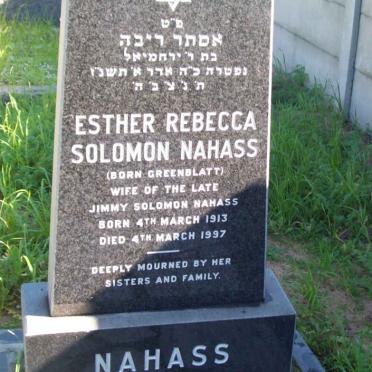 פ"ט
אסתר ריבה
בת ר' ירחמיאל
נפטרה כ"ה אדר א' תשנ"ז
ת נ צ ב ה
ESTHER REBECCA
SOLOMON NAHASS
(BORN GREENBLATT)
WIFE OF THE LATE
JIMMY SOLOMON NAHASS
BORN 4TH MARCH 1913
DIED 4TH MARCH 1997
DEEPLY MOURNED BY HER
SISTERS AND FAMILY.
NAHASS